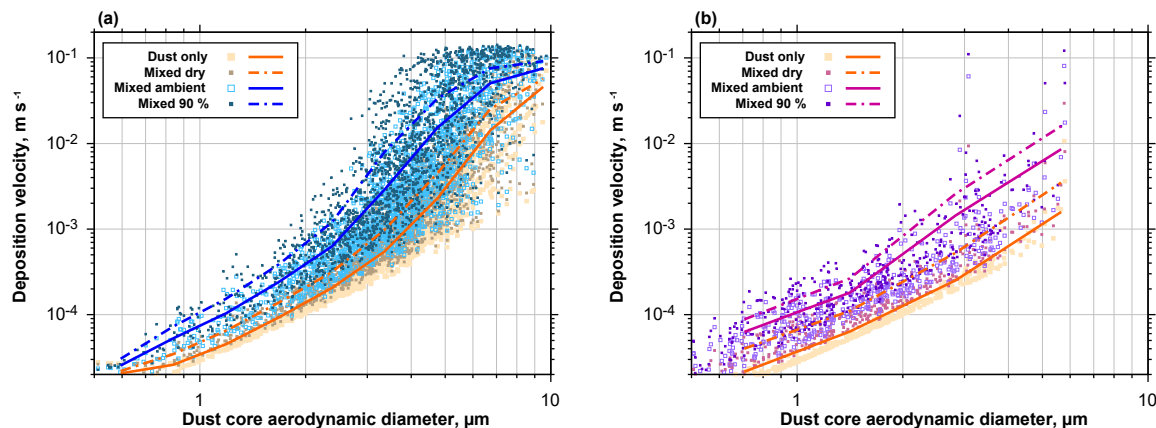 (a)
Deposition velocity, m s⁻¹
10⁻¹
10⁻²
10⁻³
10⁻⁴
Dust only
Mixed dry
Mixed ambient
Mixed 90 %
1
10
Dust core aerodynamic diameter, µm
(b)
Deposition velocity, m s⁻¹
10⁻¹
10⁻²
10⁻³
10⁻⁴
Dust only
Mixed dry
Mixed ambient
Mixed 90 %
1
2
10
Dust core aerodynamic diameter, µm